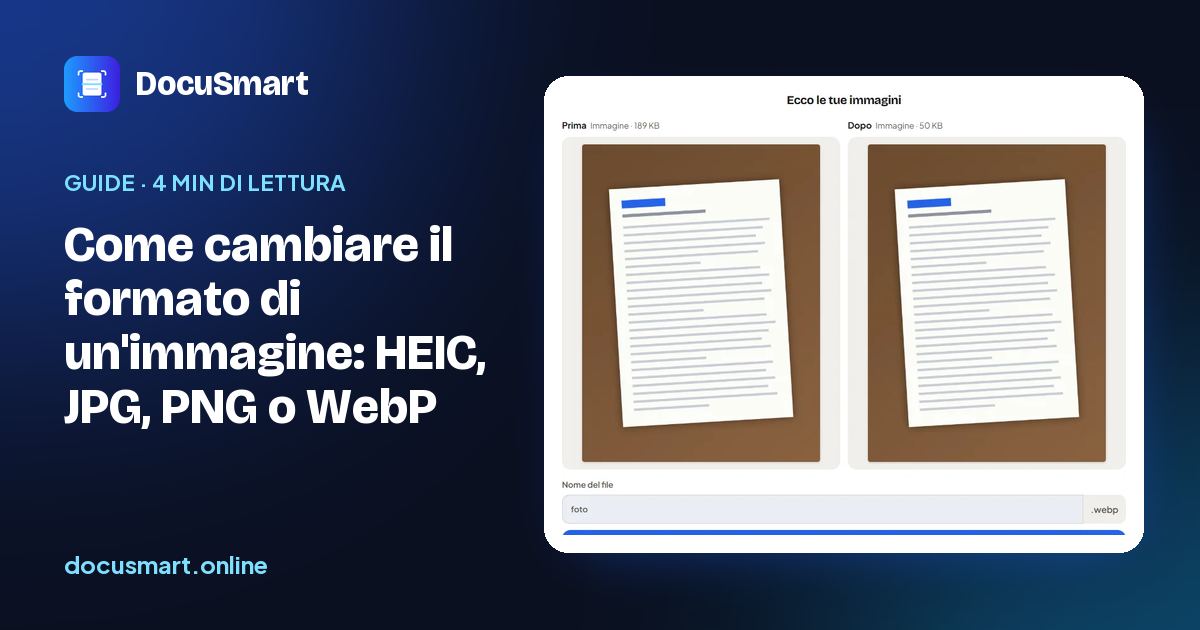 DocuSmart
GUIDE · 4 MIN DI LETTURA
Come cambiare il
formato di
un'immagine: HEIC,
JPG, PNG o WebP
docusmart.online
Ecco le tue immagini
Prima Immagine · 189 KB
Dopo Immagine · 50 KB
Nome del file
foto
.webp